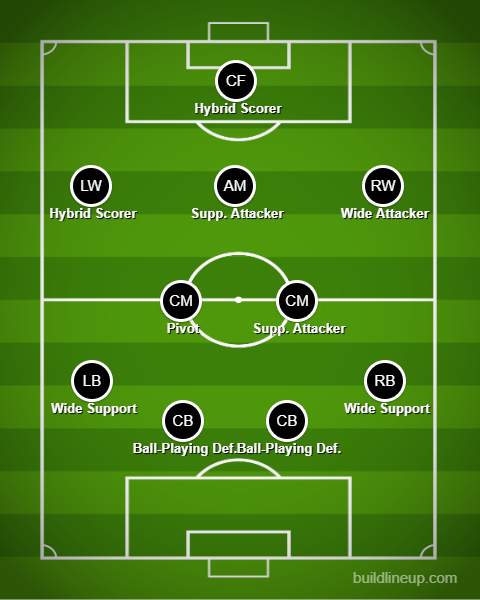 CF
Hybrid Scorer
LW AM RW
Hybrid Scorer Supp. Attacker Wide Attacker
CM CM
Pivot Supp. Attacker
LB RB
Wide Support Wide Support
CB CB
Ball-Playing Def. Ball-Playing Def.
buildlineup.com